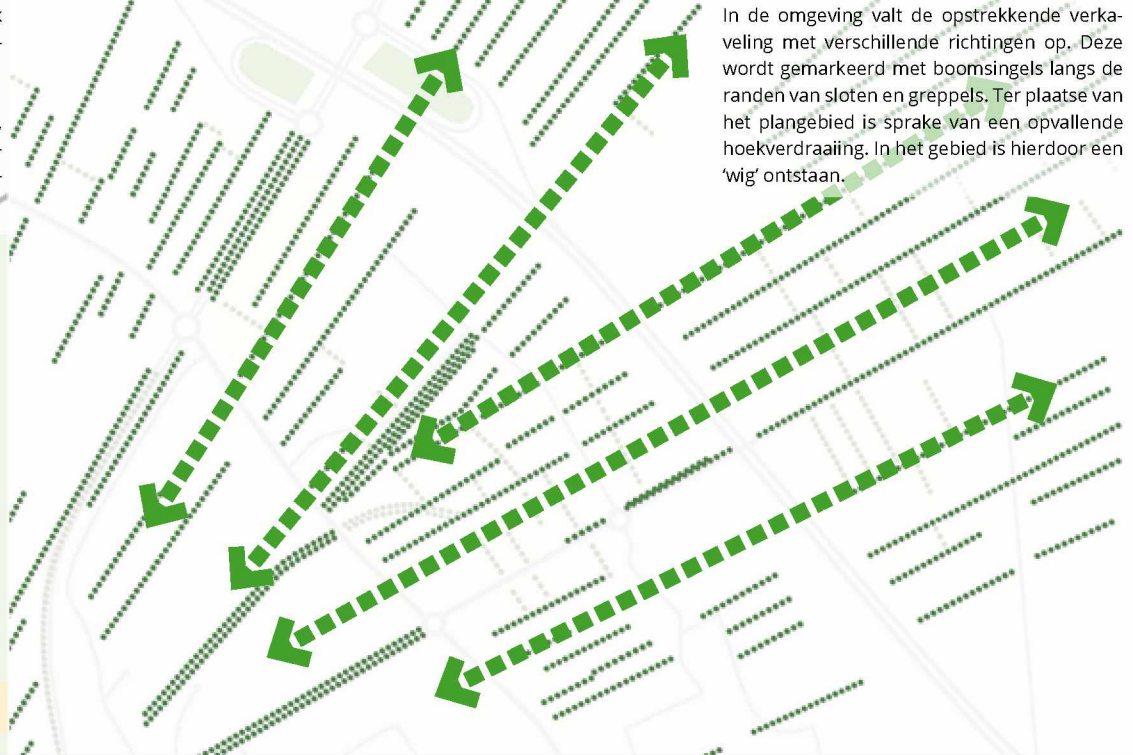 In de omgeving valt de opstrekkende verka-
veling met verschillende richtingen op. Deze
wordt gemarkeerd met boomsingels langs de
randen van sloten en greppels. Ter plaatse van
het plangebied is sprake van een opvallende
hoekverdraaiing. In het gebied is hierdoor een
‘wig’ ontstaan.